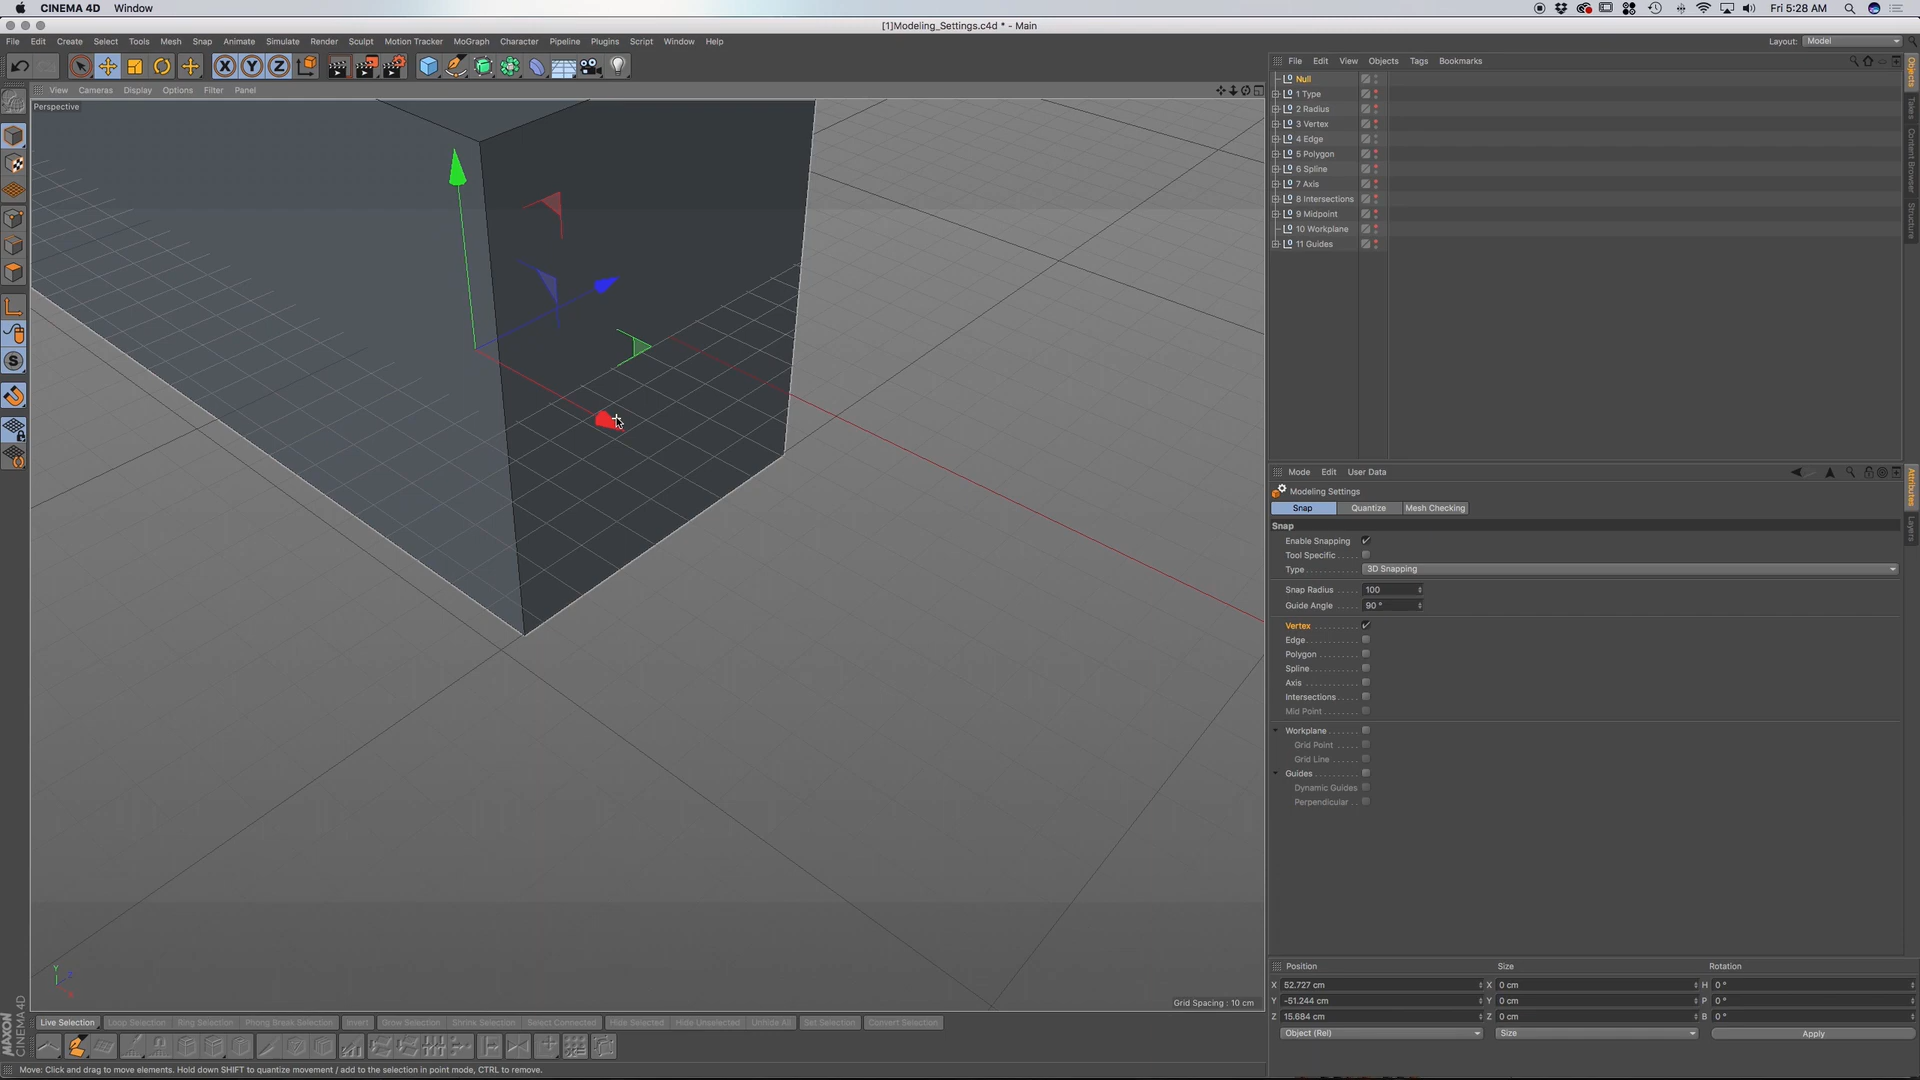 CINEMA 4D Window Fri 5:28 AM
[1]Modeling_Settings.c4d * - Main
File Edit Create Select Tools Mesh Snap Animate Simulate Render Sculpt Motion Tracker MoGraph Character Pipeline Plugins Script Window Help Layout: Model
X Y Z
File Edit View Objects Tags Bookmarks
View Cameras Display Options Filter Panel
Perspective
Null
1 Type
2 Radius
3 Vertex
4 Edge
5 Polygon
6 Spline
7 Axis
8 Intersections
9 Midpoint
10 Workplane
11 Guides
Objects
Takes
Content Browser
Structure
Mode Edit User Data
Attributes
Layers
Modeling Settings
Snap Quantize Mesh Checking
Snap
Enable Snapping
Tool Specific
Type 3D Snapping
Snap Radius 100
Guide Angle 90 °
Vertex
Edge
Polygon
Spline
Axis
Intersections
Mid Point
Workplane
Grid Point
Grid Line
Guides
Dynamic Guides
Perpendicular
Y
Z
X
Grid Spacing : 10 cm
Position Size Rotation
X 52.727 cm X 0 cm H 0 °
Y -51.244 cm Y 0 cm P 0 °
Z 15.684 cm Z 0 cm B 0 °
Object (Rel) Size Apply
Live Selection Loop Selection Ring Selection Phong Break Selection Invert Grow Selection Shrink Selection Select Connected Hide Selected Hide Unselected Unhide All Set Selection Convert Selection
MAXON
CINEMA 4D
Move: Click and drag to move elements. Hold down SHIFT to quantize movement / add to the selection in point mode, CTRL to remove.